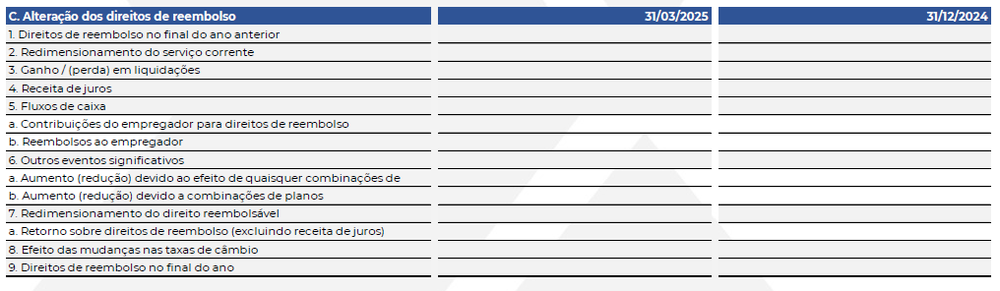 C. Alteração dos direitos de reembolso 31/03/2025 31/12/2024
1. Direitos de reembolso no final do ano anterior
2. Redimensionamento do serviço corrente
3. Ganho / (perda) em liquidações
4. Receita de juros
5. Fluxos de caixa
a. Contribuições do empregador para direitos de reembolso
b. Reembolsos ao empregador
6. Outros eventos significativos
a. Aumento (redução) devido ao efeito de quaisquer combinações de
b. Aumento (redução) devido a combinações de planos
7. Redimensionamento do direito reembolsável
a. Retorno sobre direitos de reembolso (excluindo receita de juros)
8. Efeito das mudanças nas taxas de câmbio
9. Direitos de reembolso no final do ano